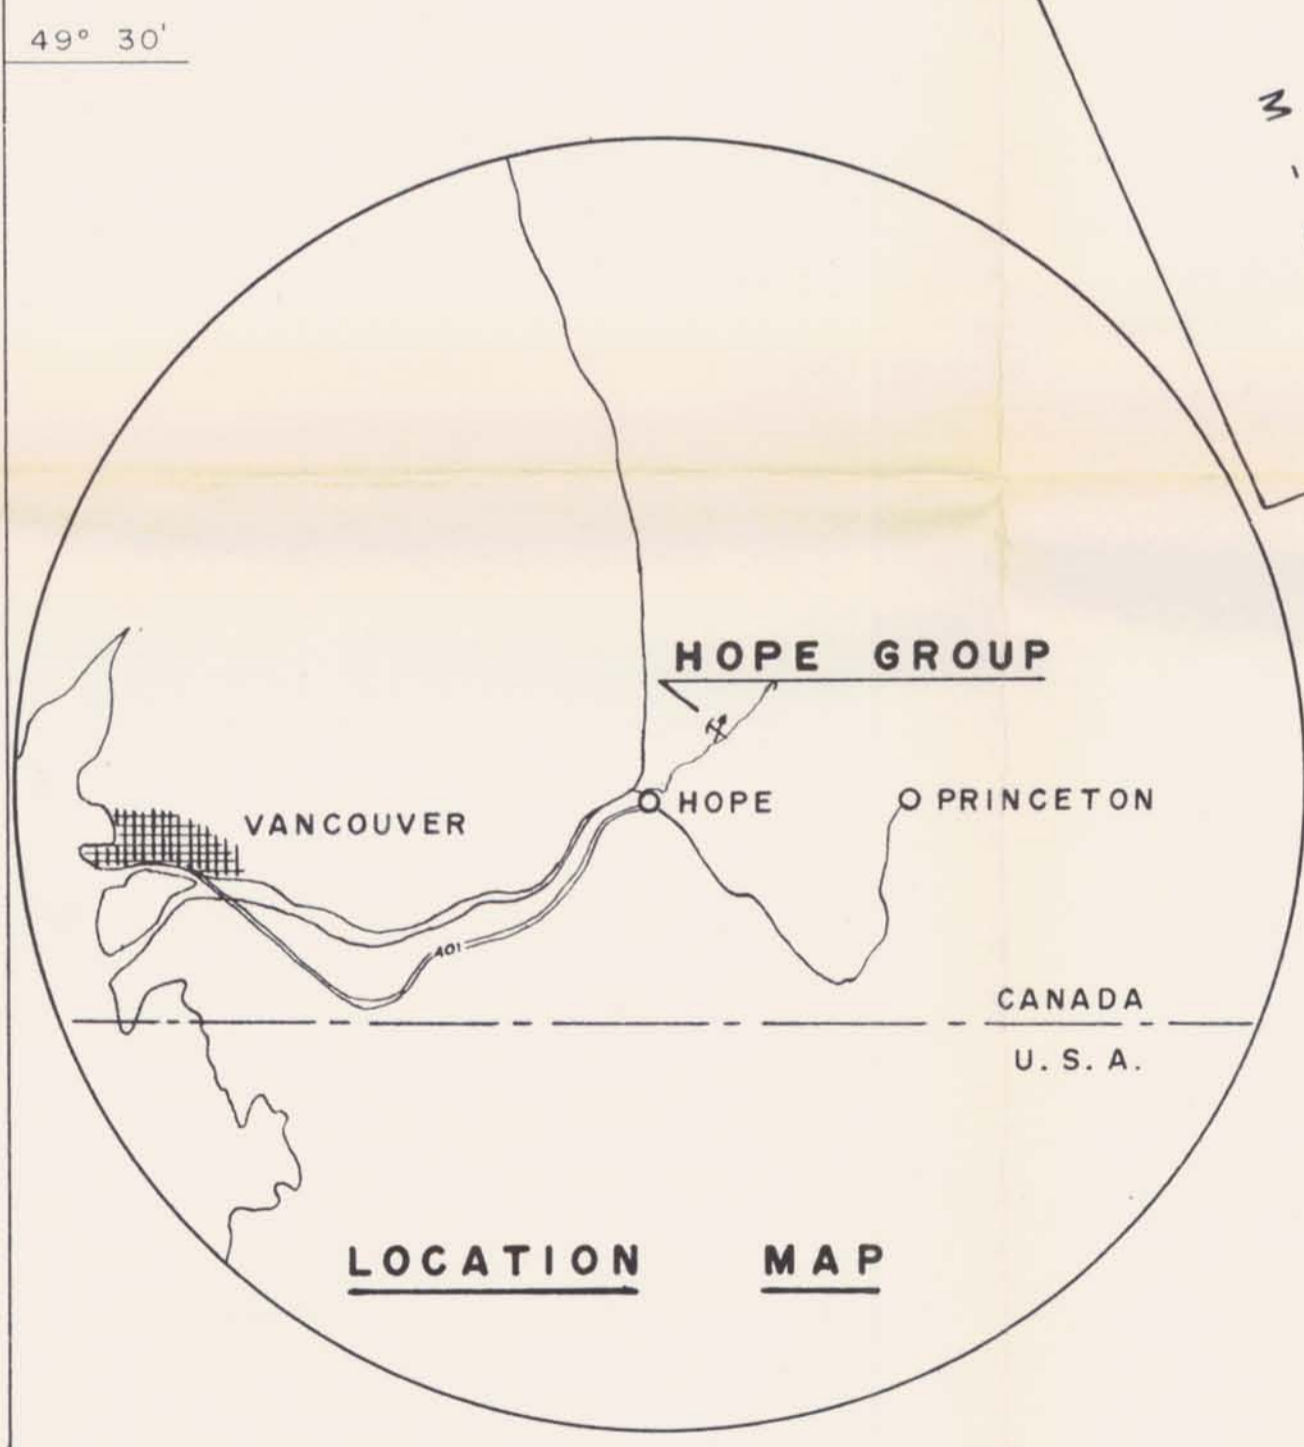 49° 30'
M -
HOPE GROUP
HOPE
PRINCETON
VANCOUVER
401
CANADA
U. S. A.
LOCATION MAP